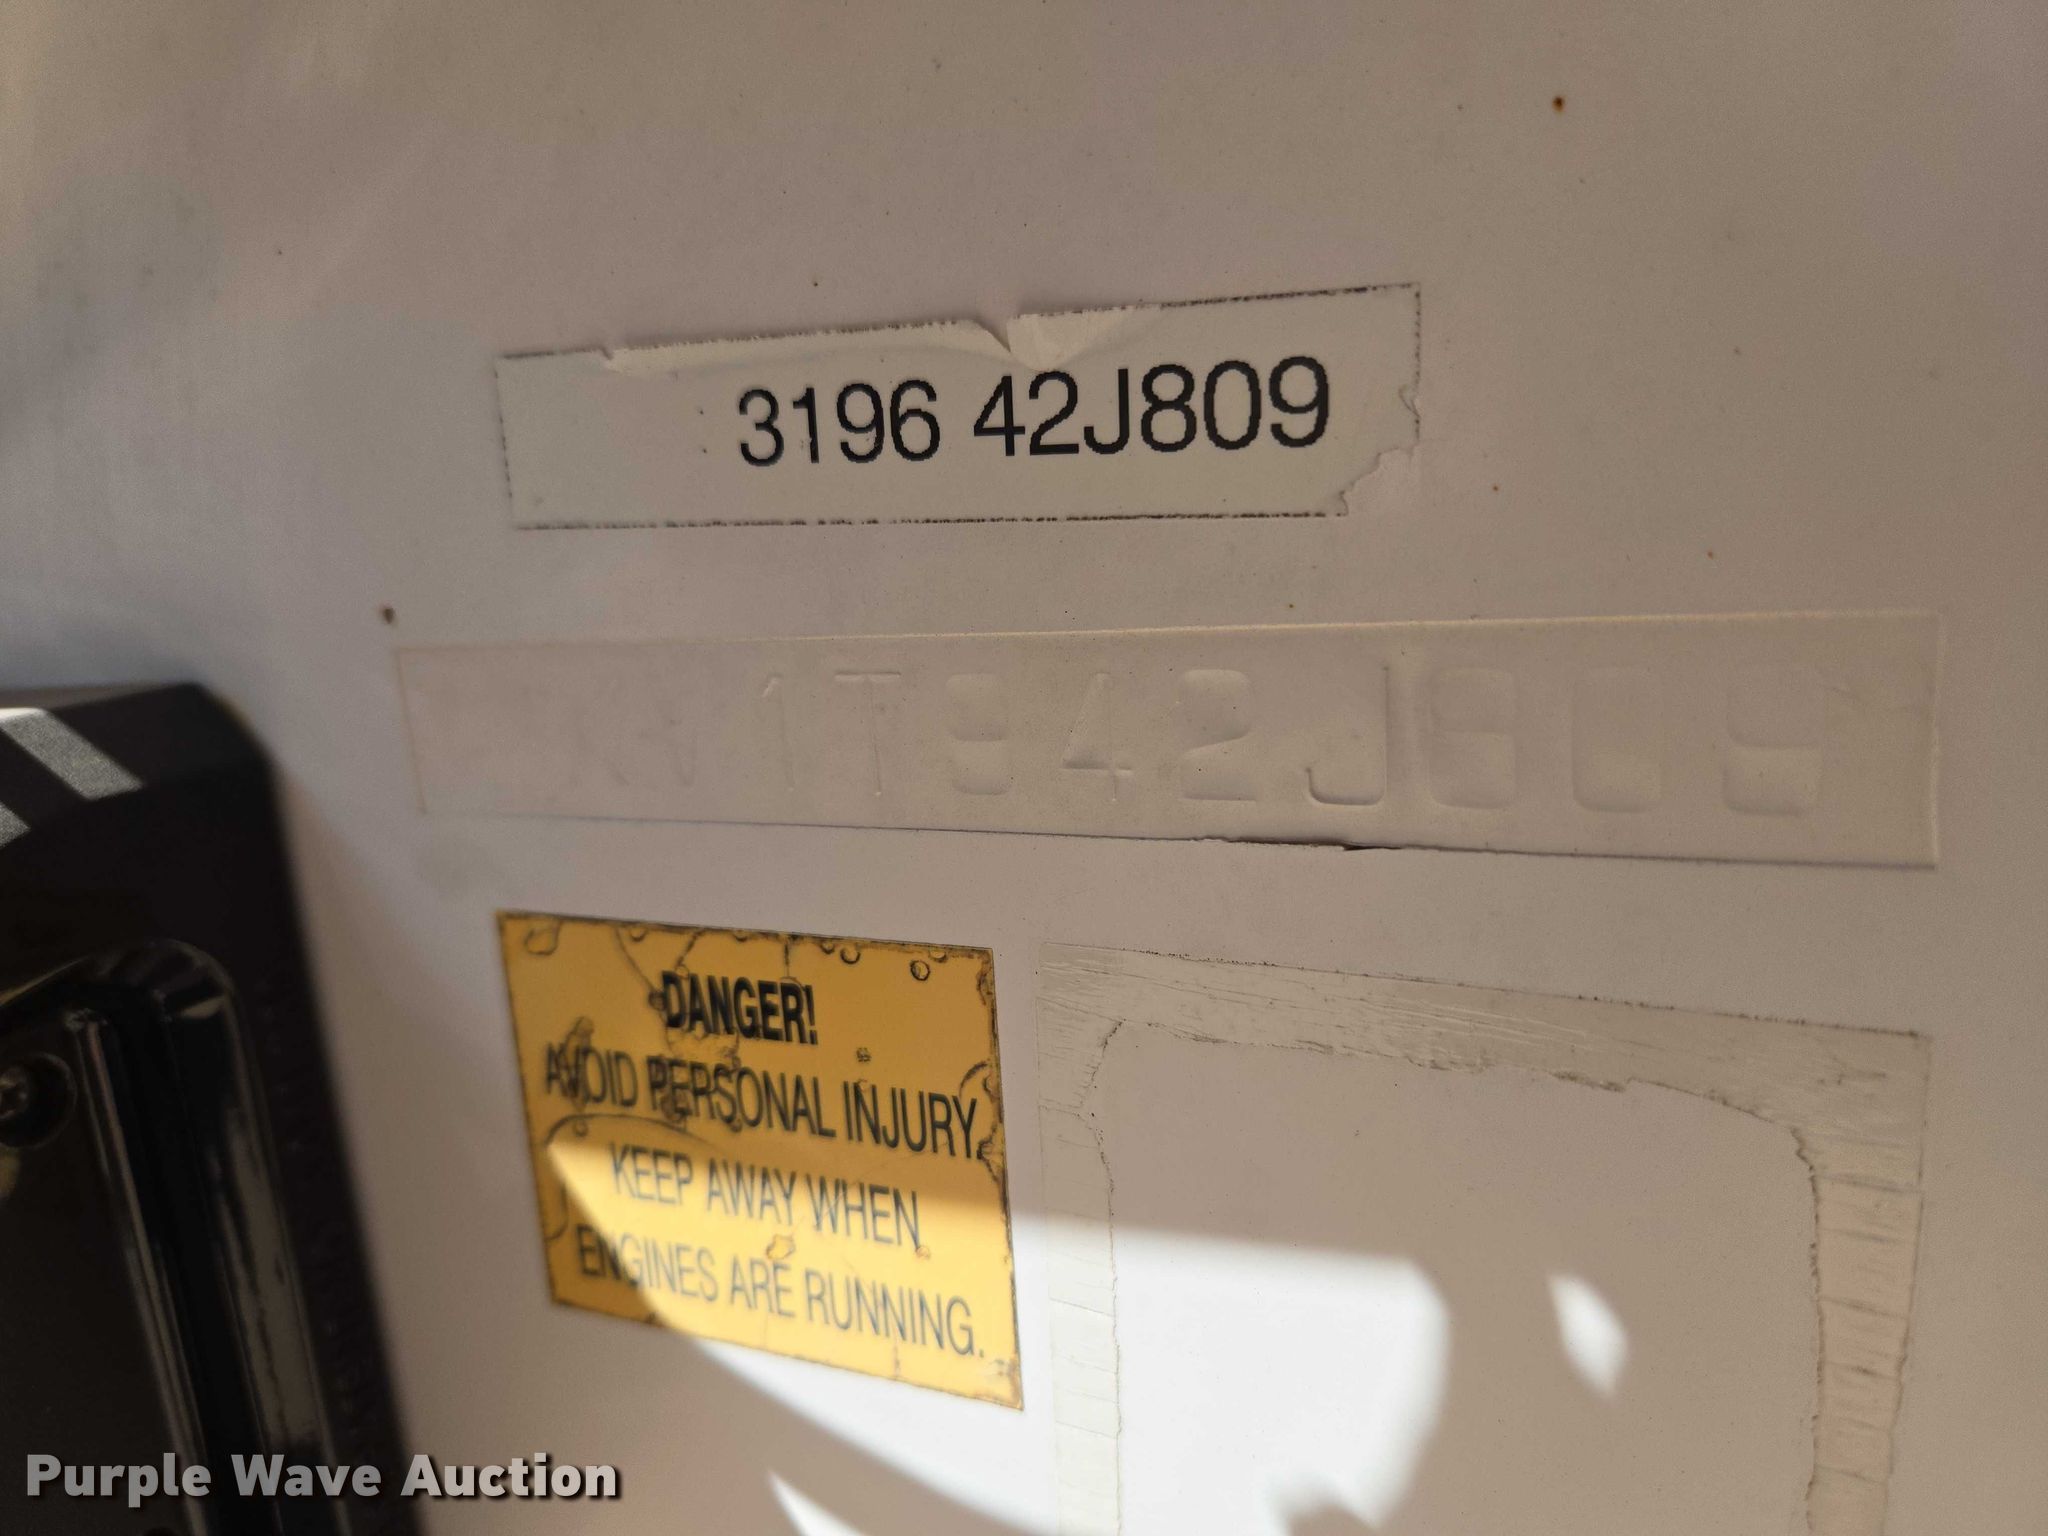 3196 42J809
DANGER!
AVOID PERSONAL INJURY.
KEEP AWAY WHEN
ENGINES ARE RUNNING.
Purple Wave Auction